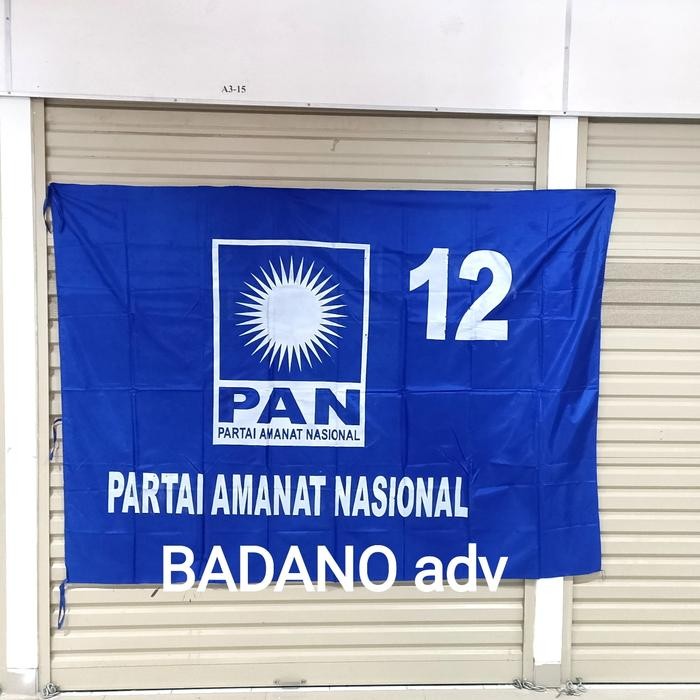 A3-15
12
PAN
PARTAI AMANAT NASIONAL
PARTAI AMANAT NASIONAL
BADANO adv